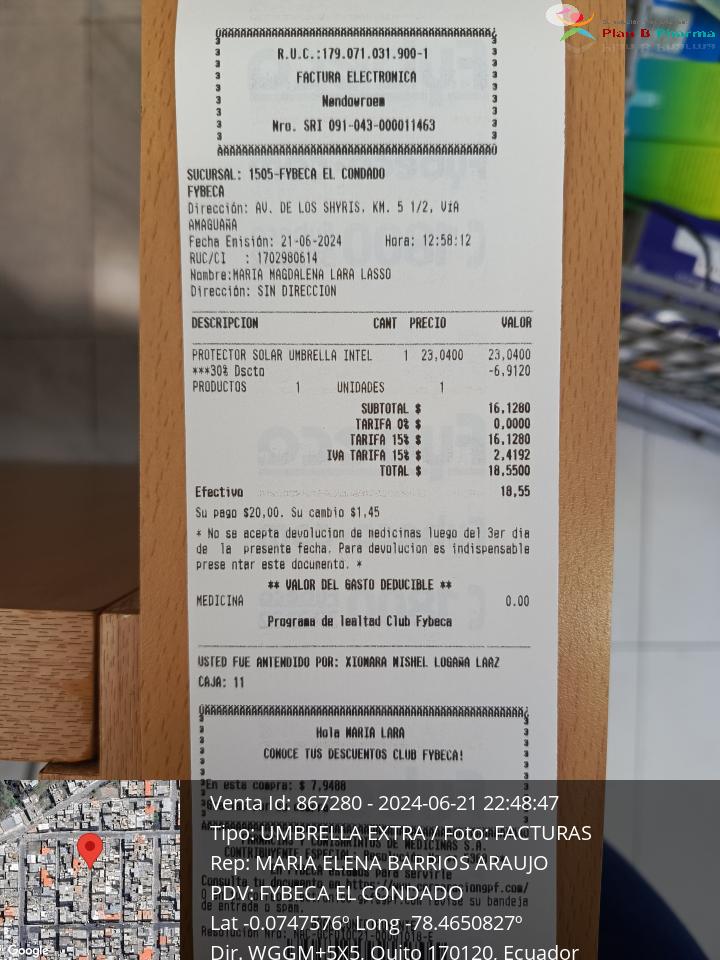 Plan B Pharma
R.U.C.:179.071.031.900-1
FACTURA ELECTRONICA
Nro. SRI 091-043-000011463
SUCURSAL: 1505-FYBECA EL CONDADO
FYBECA
Dirección: AV. DE LOS SHYRIS, KM. 5 1/2, VíA
AMAGUAÑA
Fecha Emisión: 21-06-2024 Hora: 12:58:12
RUC/CI : 1702980614
Nombre:MARIA MAGDALENA LARA LASSO
Dirección: SIN DIRECCION
DESCRIPCION CANT PRECIO VALOR
PROTECTOR SOLAR UMBRELLA INTEL 1 23,0400 23,0400
***30% Dscto -6,9120
PRODUCTOS 1 UNIDADES 1
SUBTOTAL $ 16,1280
TARIFA 0% $ 0,0000
TARIFA 15% $ 16,1280
IVA TARIFA 15% $ 2,4192
TOTAL $ 18,5500
Efectivo 18,55
Su pago $20,00. Su cambio $1,45
* No se acepta devolucion de medicinas luego del 3er dia
de la presente fecha. Para devolucion es indispensable
prese ntar este documento. *
** VALOR DEL GASTO DEDUCIBLE **
MEDICINA 0.00
Programa de lealtad Club Fybeca
USTED FUE ANTENDIDO POR: XIOMARA MISHEL LOGAÑA LAAZ
CAJA: 11
Hola MARIA LARA
CONOCE TUS DESCUENTOS CLUB FYBECA!
En esta compra: $ 7,9488
Venta Id: 867280 - 2024-06-21 22:48:47
Tipo: UMBRELLA EXTRA / Foto: FACTURAS
Rep: MARIA ELENA BARRIOS ARAUJO
PDV: FYBECA EL CONDADO
Lat -0.0747576º Long -78.4650827º
Dir. WGGM+5X5, Quito 170120, Ecuador
Google